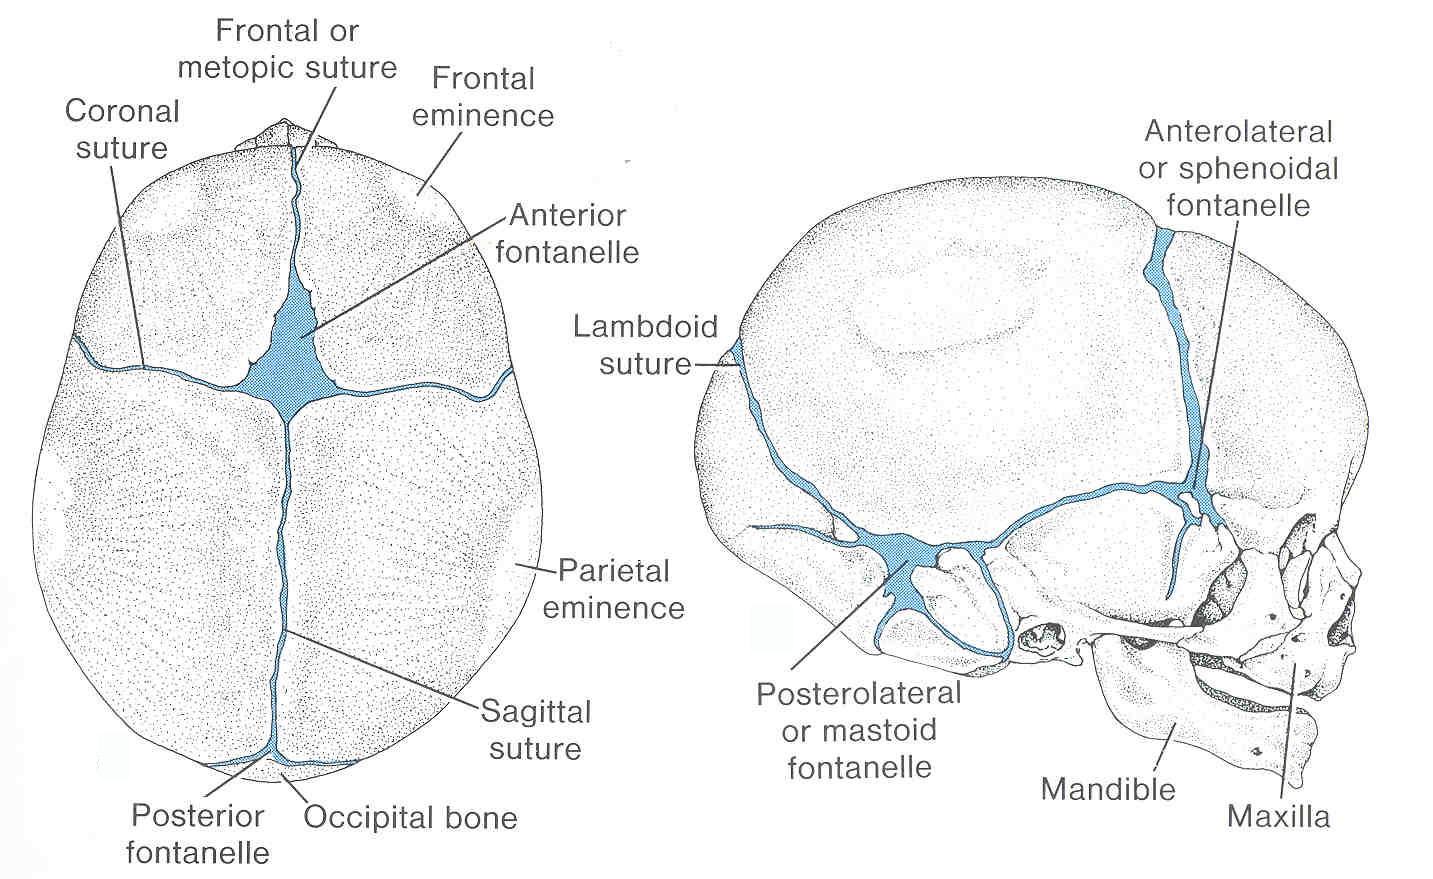 Frontal or
metopic suture
Frontal
eminence
Coronal
suture
Anterior
fontanelle
Parietal
eminence
Sagittal
suture
Posterior
fontanelle
Occipital bone
Anterolateral
or sphenoidal
fontanelle
Lambdoid
suture
Posterolateral
or mastoid
fontanelle
Mandible
Maxilla